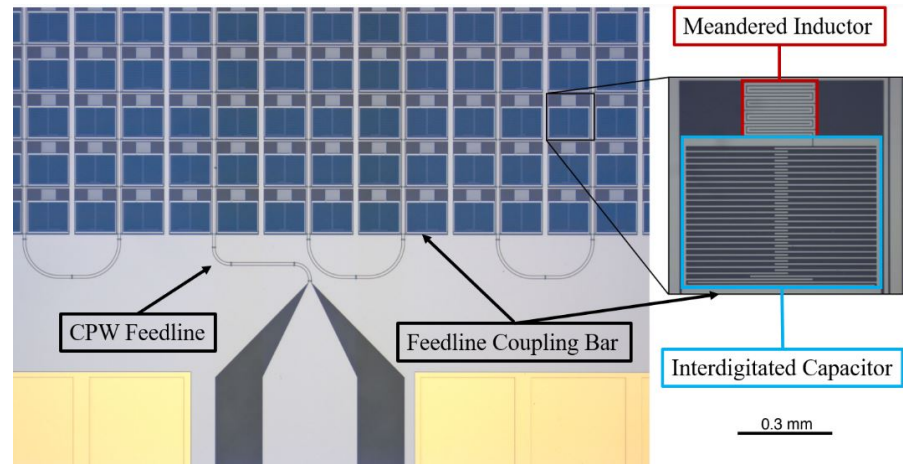 Meandered Inductor
CPW Feedline
Feedline Coupling Bar
Interdigitated Capacitor
0.3 mm